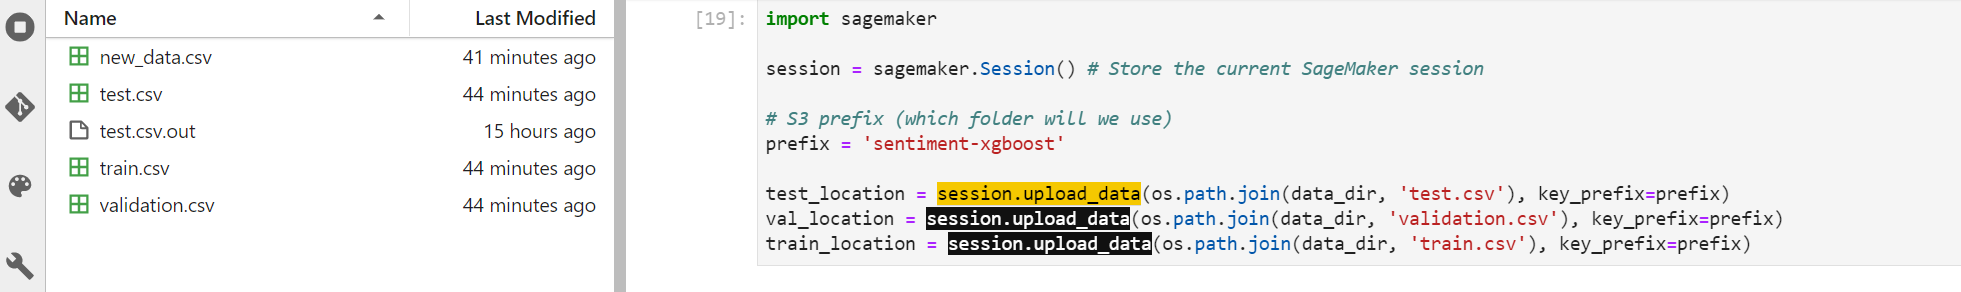 Name Last Modified
new_data.csv 41 minutes ago
test.csv 44 minutes ago
test.csv.out 15 hours ago
train.csv 44 minutes ago
validation.csv 44 minutes ago
[19]:
import sagemaker
session = sagemaker.Session() # Store the current SageMaker session
# S3 prefix (which folder will we use)
prefix = 'sentiment-xgboost'
test_location = session.upload_data(os.path.join(data_dir, 'test.csv'), key_prefix=prefix)
val_location = session.upload_data(os.path.join(data_dir, 'validation.csv'), key_prefix=prefix)
train_location = session.upload_data(os.path.join(data_dir, 'train.csv'), key_prefix=prefix)